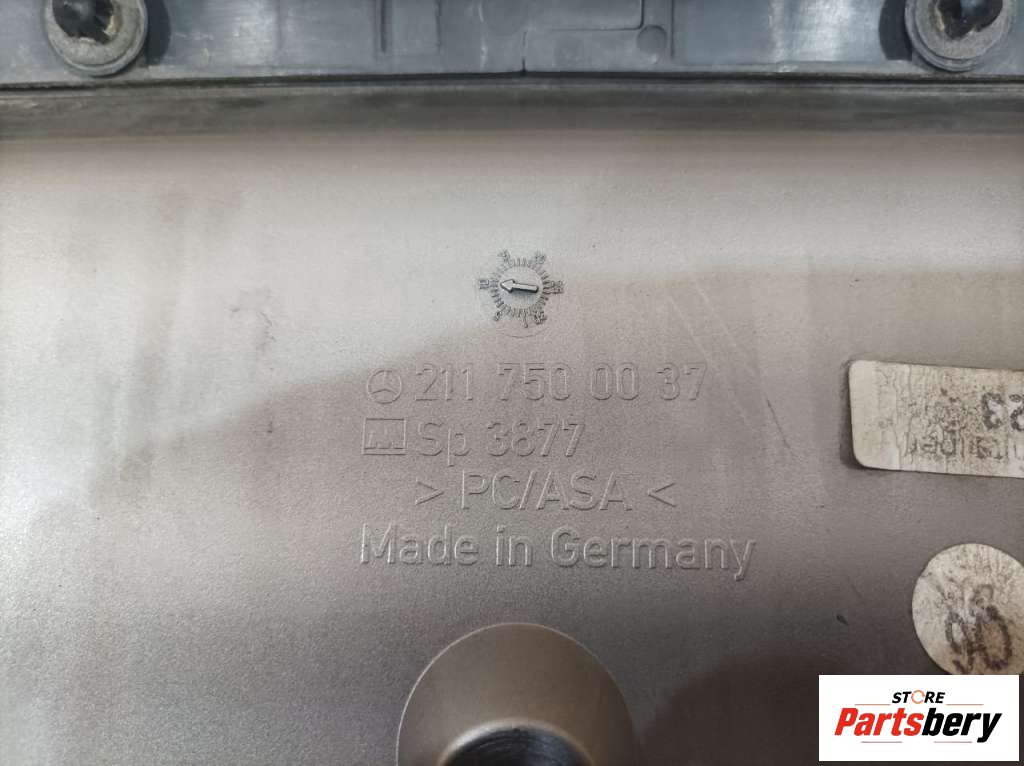 211 750 00 37
Sp 3877
> PC/ASA <
Made in Germany
STORE
Partsbery